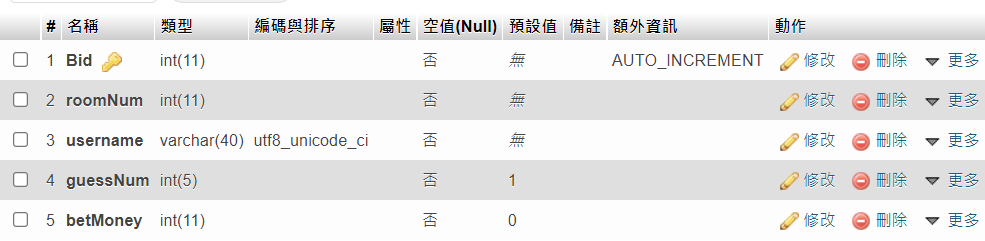 # 名稱 類型 編碼與排序 屬性 空值(Null) 預設值 備註 額外資訊 動作
1 Bid int(11) 否 無 AUTO_INCREMENT 修改 刪除 更多
2 roomNum int(11) 否 無 修改 刪除 更多
3 username varchar(40) utf8_unicode_ci 否 無 修改 刪除 更多
4 guessNum int(5) 否 1 修改 刪除 更多
5 betMoney int(11) 否 0 修改 刪除 更多